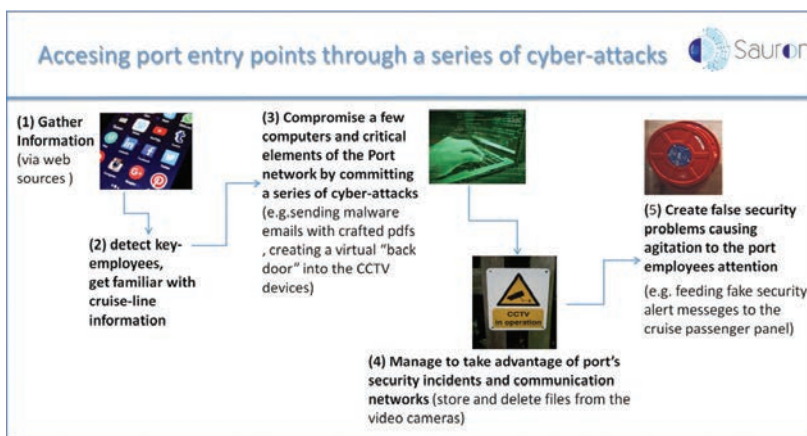 Accesing port entry points through a series of cyber-attacks
Sauron
(1) Gather
Information
(via web
sources )
(2) detect key-
employees,
get familiar with
cruise-line
information
(3) Compromise a few
computers and critical
elements of the Port
network by committing
a series of cyber-attacks
(e.g.sending malware
emails with crafted pdfs
, creating a virtual “back
door” into the CCTV
devices)
CCTV
in operation
(4) Manage to take advantage of port’s
security incidents and communication
networks (store and delete files from the
video cameras)
(5) Create false security
problems causing
agitation to the port
employees attention
(e.g. feeding fake security
alert messeges to the
cruise passenger panel)